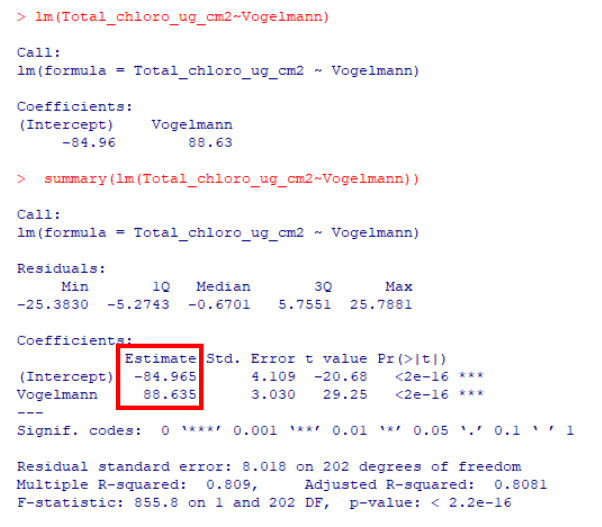 > lm(Total_chloro_ug_cm2~Vogelmann)
Call:
lm(formula = Total_chloro_ug_cm2 ~ Vogelmann)
Coefficients:
(Intercept)    Vogelmann
     -84.96        88.63
>  summary(lm(Total_chloro_ug_cm2~Vogelmann))
Call:
lm(formula = Total_chloro_ug_cm2 ~ Vogelmann)
Residuals:
     Min       1Q   Median       3Q      Max
-25.3830  -5.2743  -0.6701   5.7551  25.7881
Coefficients:
            Estimate Std. Error t value Pr(>|t|)
(Intercept)  -84.965      4.109  -20.68   <2e-16 ***
Vogelmann     88.635      3.030   29.25   <2e-16 ***
---
Signif. codes:  0 '***' 0.001 '**' 0.01 '*' 0.05 '.' 0.1 ' ' 1
Residual standard error: 8.018 on 202 degrees of freedom
Multiple R-squared:  0.809,     Adjusted R-squared:  0.8081
F-statistic: 855.8 on 1 and 202 DF,  p-value: < 2.2e-16